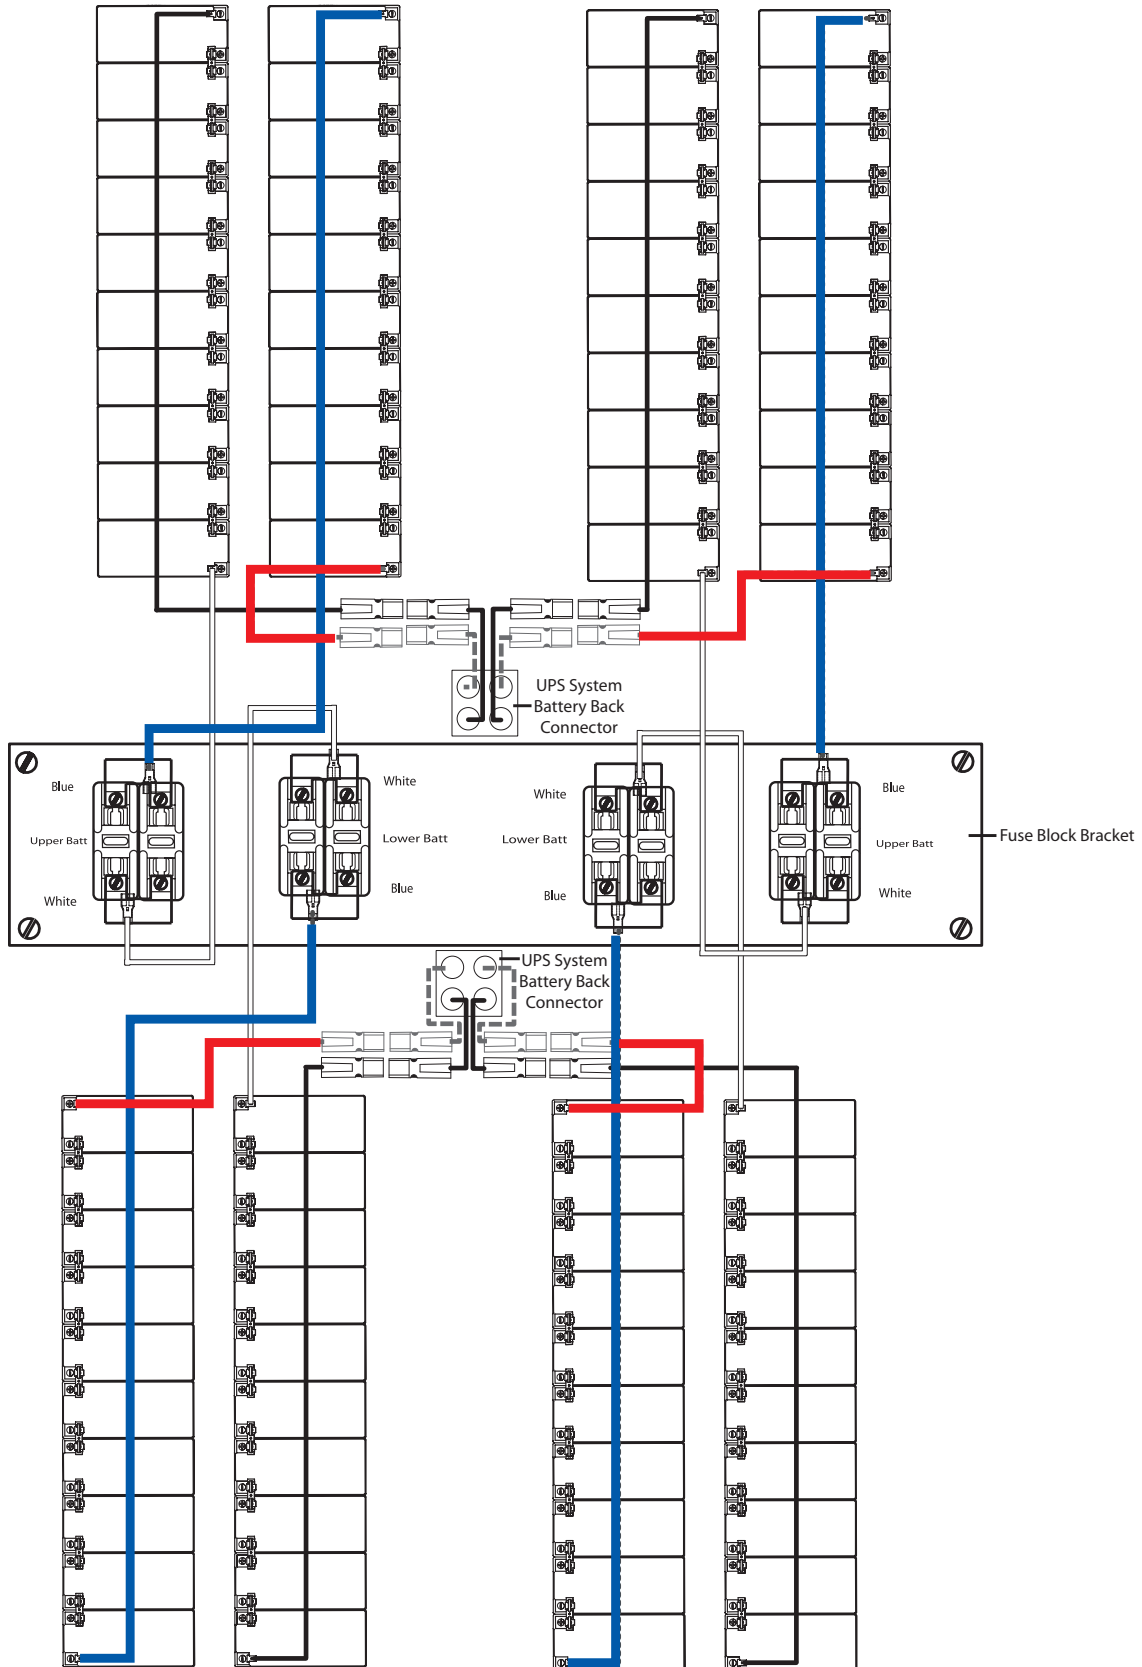 UPS System
Battery Back
Connector
Blue
White
White
Blue
Upper Batt
Lower Batt
Lower Batt
Upper Batt
Fuse Block Bracket
White
Blue
Blue
White
UPS System
Battery Back
Connector